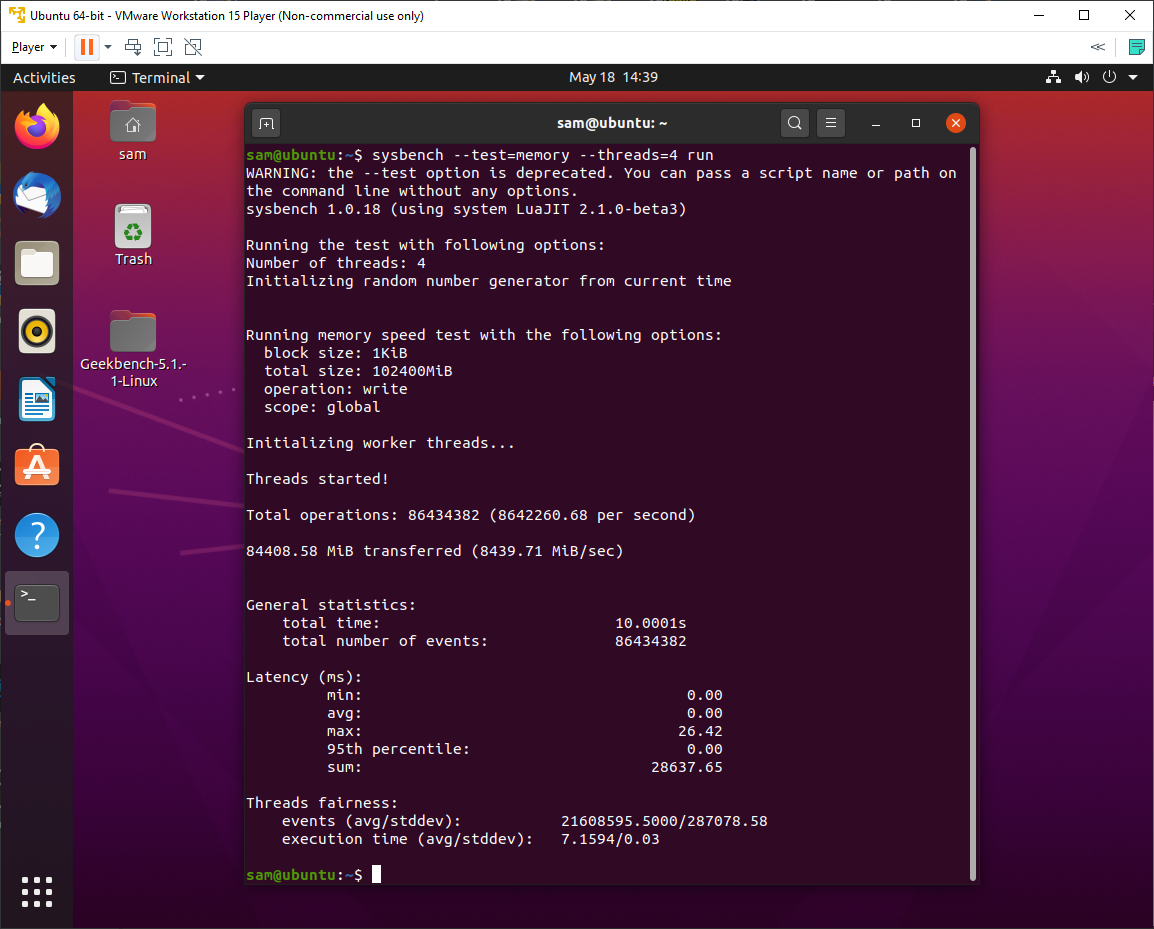 Ubuntu 64-bit - VMware Workstation 15 Player (Non-commercial use only)
Player
Activities
Terminal
May 18 14:39
sam
Trash
Geekbench-5.1.-
1-Linux
sam@ubuntu: ~
sam@ubuntu:~$ sysbench --test=memory --threads=4 run
WARNING: the --test option is deprecated. You can pass a script name or path on
the command line without any options.
sysbench 1.0.18 (using system LuaJIT 2.1.0-beta3)
Running the test with following options:
Number of threads: 4
Initializing random number generator from current time
Running memory speed test with the following options:
block size: 1KiB
total size: 102400MiB
operation: write
scope: global
Initializing worker threads...
Threads started!
Total operations: 86434382 (8642260.68 per second)
84408.58 MiB transferred (8439.71 MiB/sec)
General statistics:
total time: 10.0001s
total number of events: 86434382
Latency (ms):
min: 0.00
avg: 0.00
max: 26.42
95th percentile: 0.00
sum: 28637.65
Threads fairness:
events (avg/stddev): 21608595.5000/287078.58
execution time (avg/stddev): 7.1594/0.03
sam@ubuntu:~$